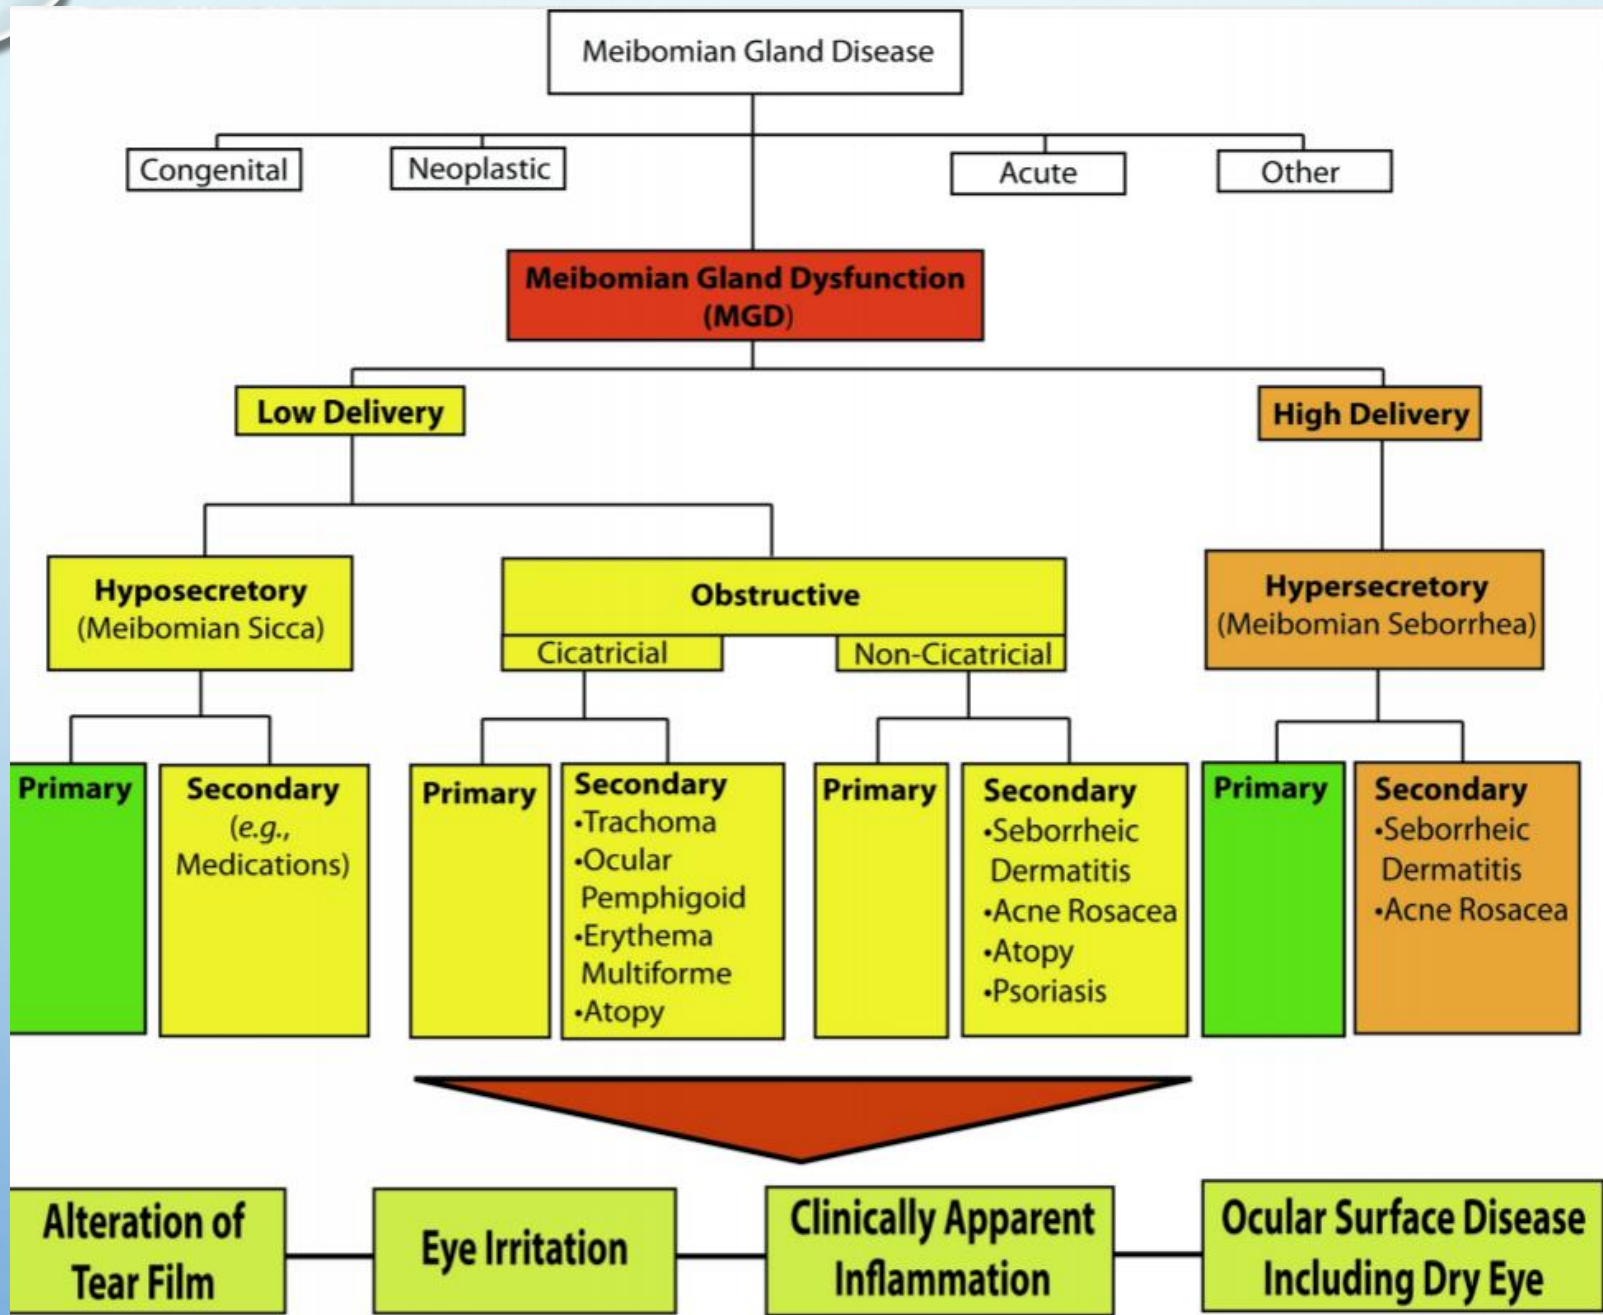 Meibomian Gland Disease
Congenital
Neoplastic
Acute
Other
Meibomian Gland Dysfunction
(MGD)
Low Delivery
High Delivery
Hyposecretory
(Meibomian Sicca)
Obstructive
Cicatricial
Non-Cicatricial
Hypersecretory
(Meibomian Seborrhea)
Primary
Secondary
(e.g.,
Medications)
Primary
Secondary
•Trachoma
•Ocular
Pemphigoid
•Erythema
Multiforme
•Atopy
Primary
Secondary
•Seborrheic
Dermatitis
•Acne Rosacea
•Atopy
•Psoriasis
Primary
Secondary
•Seborrheic
Dermatitis
•Acne Rosacea
Alteration of
Tear Film
Eye Irritation
Clinically Apparent
Inflammation
Ocular Surface Disease
Including Dry Eye